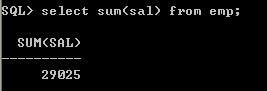 SQL> select sum(sal) from emp;
SUM(SAL)
----------
29025